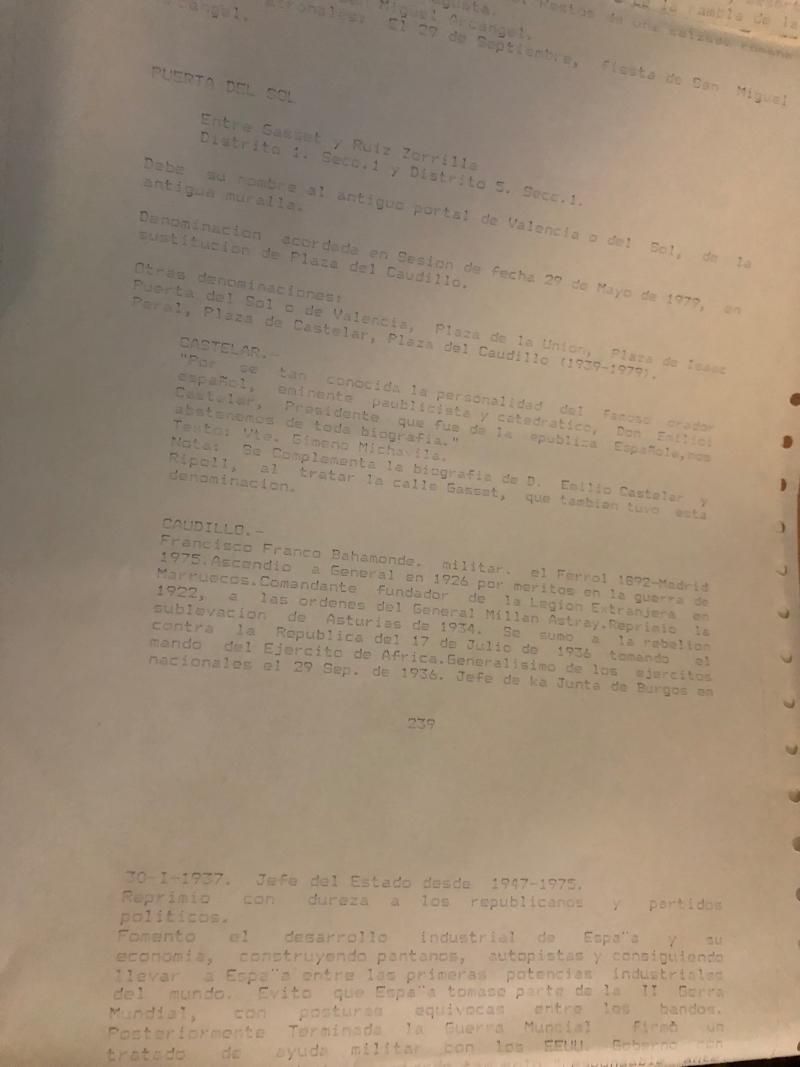 Restos de una calzada romana
San Miguel Arcangel.
El 29 de Septiembre, fiesta de San Miguel
PUERTA DEL SOL
Entre Gasset y Ruiz Zorrilla
Distrito 1. Secc.1 y Distrito 5. Secc.1.
Debe su nombre al antiguo portal de Valencia o del Sol, de la
antigua muralla.
Denominacion acordada en Sesion de fecha 29 de Mayo de 1979, en
sustitucion de Plaza del Caudillo.
Otras denominaciones:
Puerta del Sol o de Valencia, Plaza de la Union, Plaza de Isaac
Peral, Plaza de Castelar, Plaza del Caudillo (1939-1979).
CASTELAR.-
"Por se tan conocida la personalidad del famoso orador
español, eminente paublicista y catedratico, Don Emilioi
Castelar, Presidente que fue de la epublica Española,nos
abstenemos de toda biografia."
Texto: Vte. Gimeno Michavila.
Nota: Se Complementa la biografia de D. Emilio Castelar y
Ripoll, al tratar la calle Gasset, que tambien tuvo esta
denominacion.
CAUDILLO.-
Francisco Franco Bahamonde. militar. el Ferrol 1892-Madrid
1975.Ascendio a General en 1926 por meritos en la guerra de
Marruecos.Comandante fundador de la Legion Extranjera en
1922, a las ordenes del General Millan Astray.Reprimio la
sublevacion de Asturias de 1934. Se sumo a la rebelion
contra la Republica del 17 de Julio de 1936 tomando el
mando del Ejercito de Africa.Generalisimo de los ejercitos
nacionales el 29 Sep. de 1936. Jefe de ka Junta de Burgos en
239
30-I-1937. Jefe del Estado desde 1947-1975.
Reprimio con dureza a los republicanos y partidos
politicos.
Fomento el desarrollo industrial de Espa¨a y su
economia, construyendo pantanos, autopistas y consiguiendo
llevar a Espa¨a entre las primeras potencias industriales
del mundo. Evito que Espa¨a tomase parte de la II Gerra
Mundial, con posturas equivocas entre los bandos.
Posteriormente Terminada la Guerra Mundial Firmò un
tratado de ayuda militar con los EEUU. Goberno con